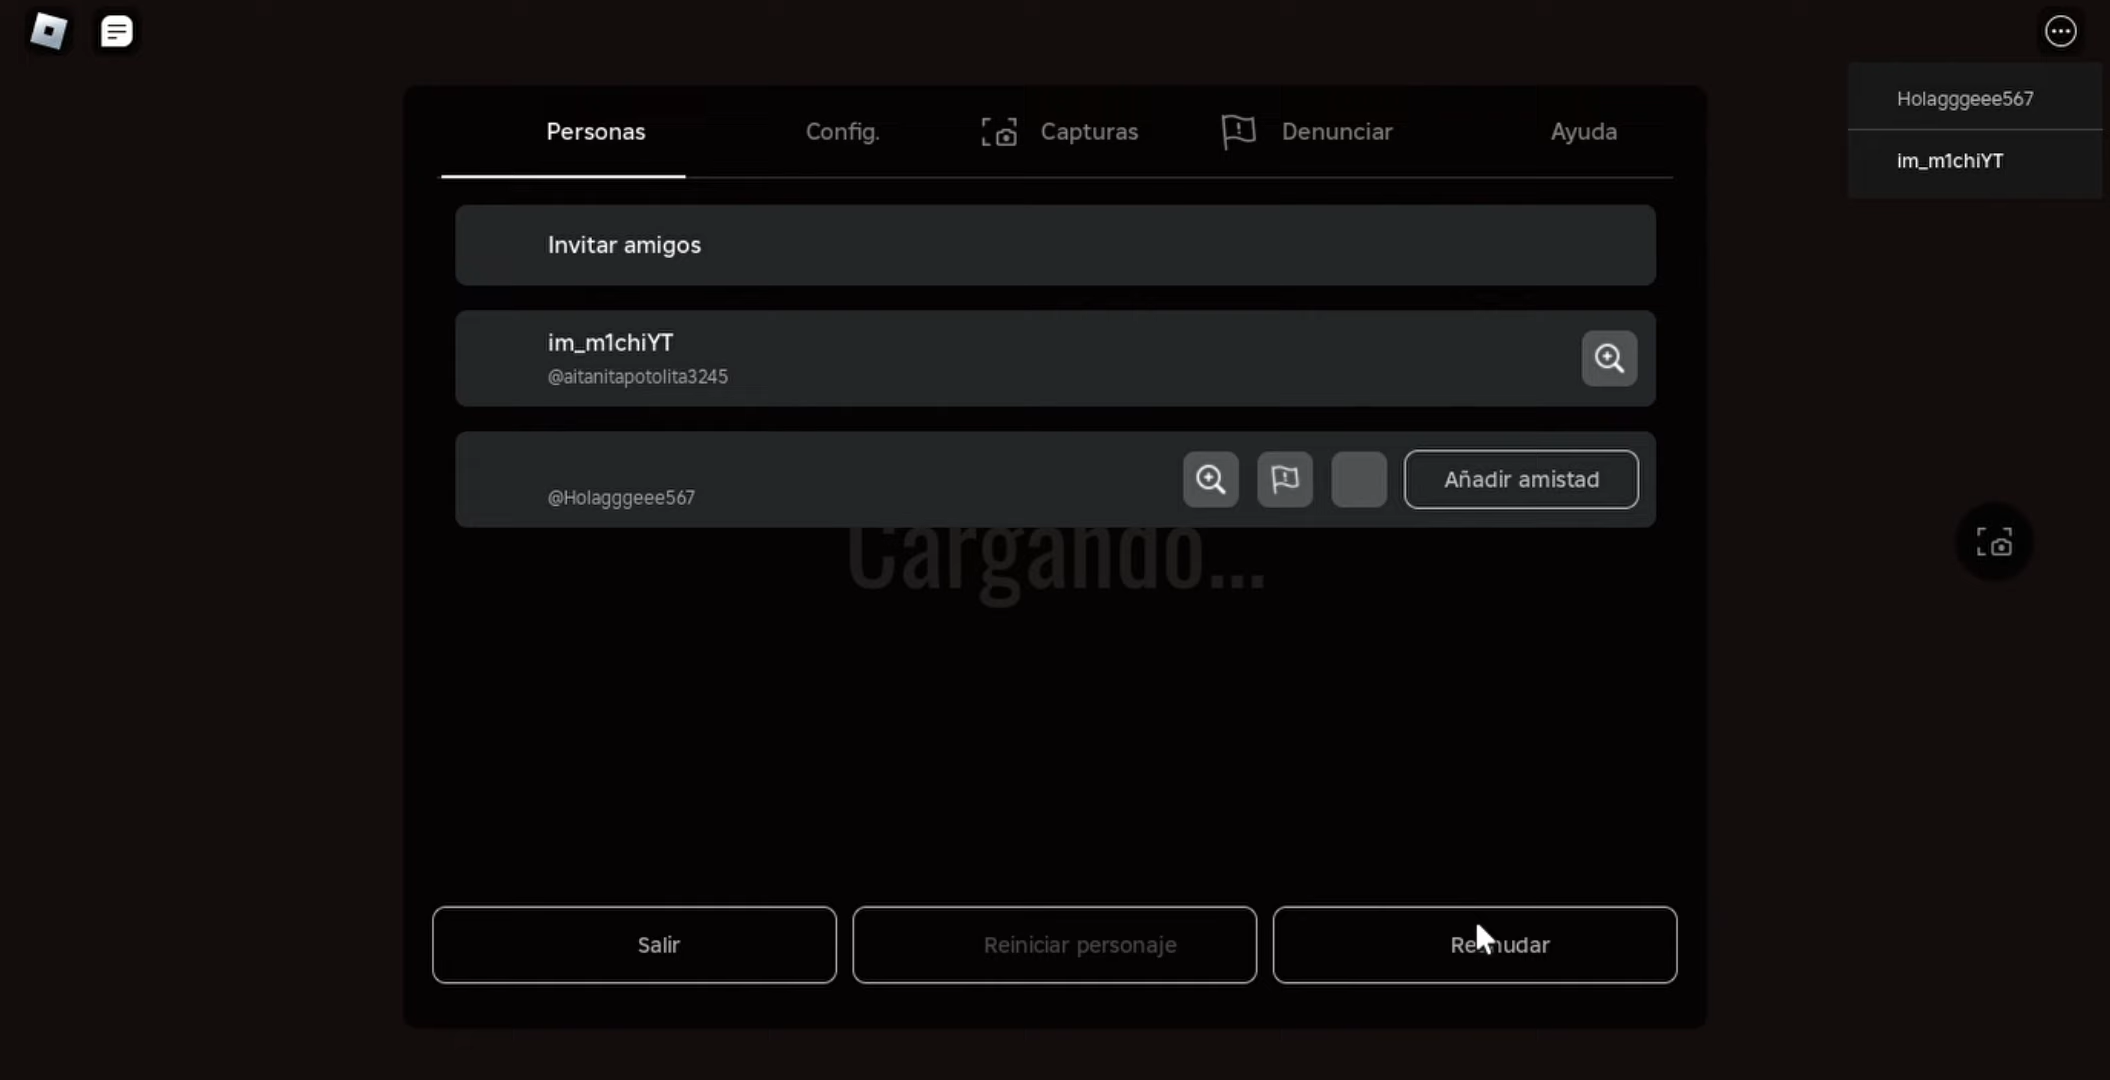 Holagggeee567
im_m1chiYT
Personas
Config.
Capturas
Denunciar
Ayuda
Invitar amigos
im_m1chiYT
@aitanitapotolita3245
@Holagggeee567
Añadir amistad
Cargando...
Salir
Reiniciar personaje
Reanudar